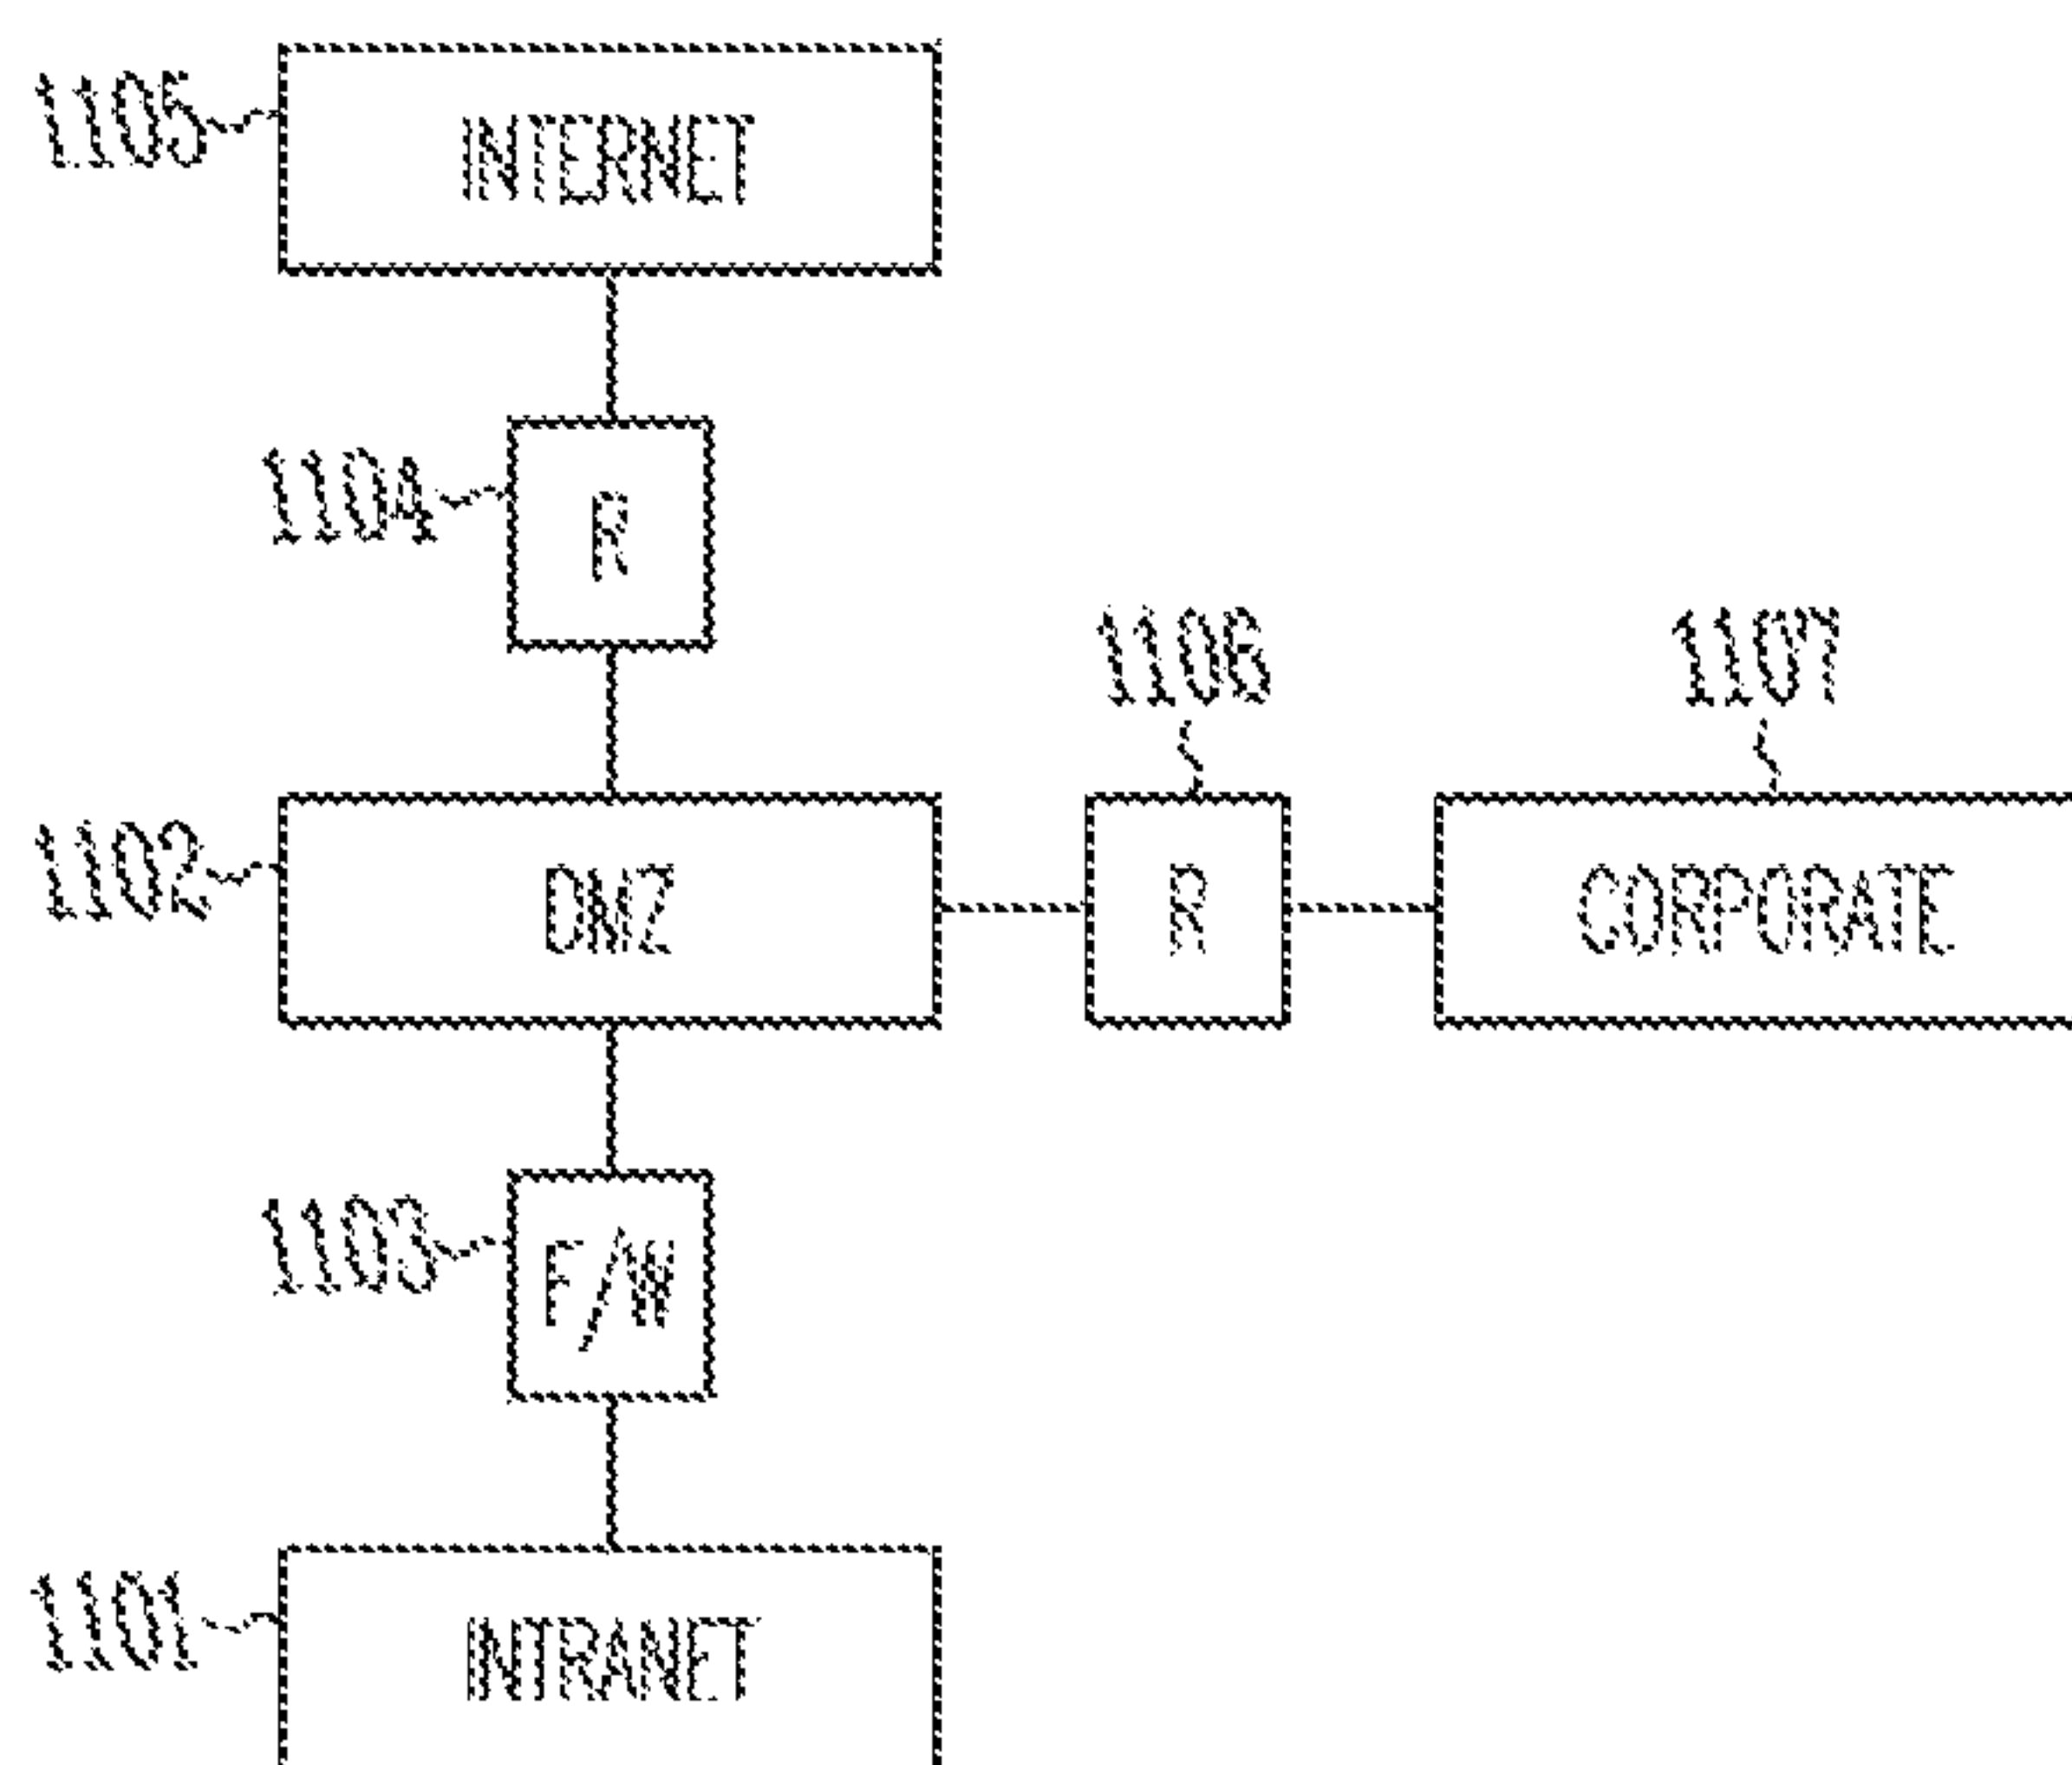 1105
INTERNET
1104
R
1106
1107
1102
DMZ
R
CORPORATE
1103
F/W
1101
INTRANET